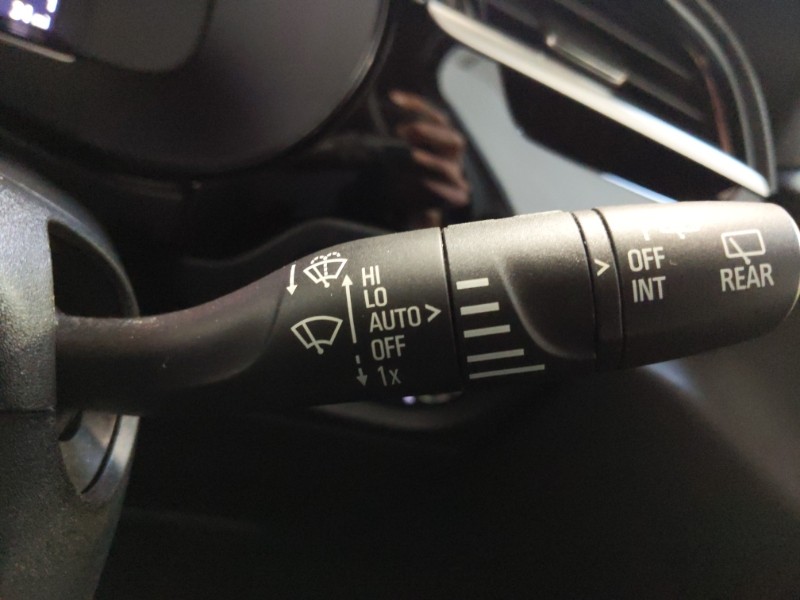 HI
LO
AUTO >
OFF
1x
>
OFF
INT
REAR